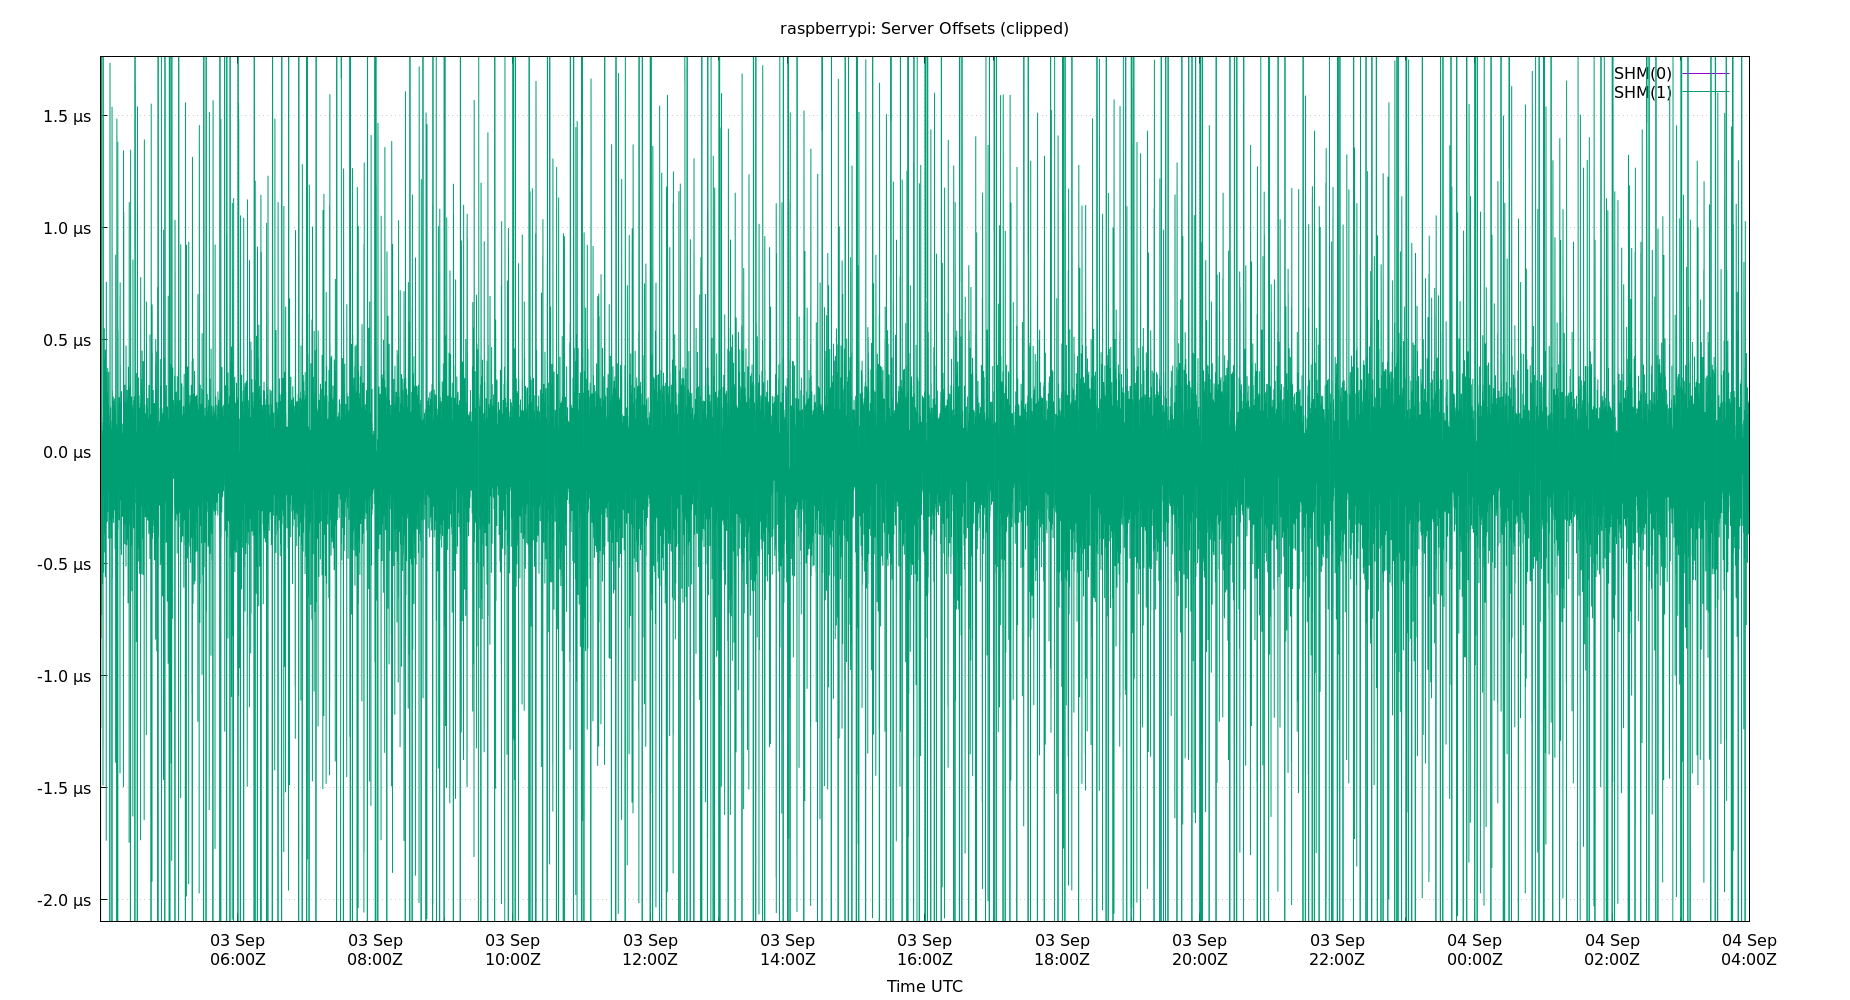 raspberrypi: Server Offsets (clipped)
SHM(0)
SHM(1)
1.5 µs
1.0 µs
0.5 µs
0.0 µs
-0.5 µs
-1.0 µs
-1.5 µs
-2.0 µs
03 Sep 03 Sep 03 Sep 03 Sep 03 Sep 03 Sep 03 Sep 03 Sep 03 Sep 04 Sep 04 Sep 04 Sep
06:00Z 08:00Z 10:00Z 12:00Z 14:00Z 16:00Z 18:00Z 20:00Z 22:00Z 00:00Z 02:00Z 04:00Z
Time UTC